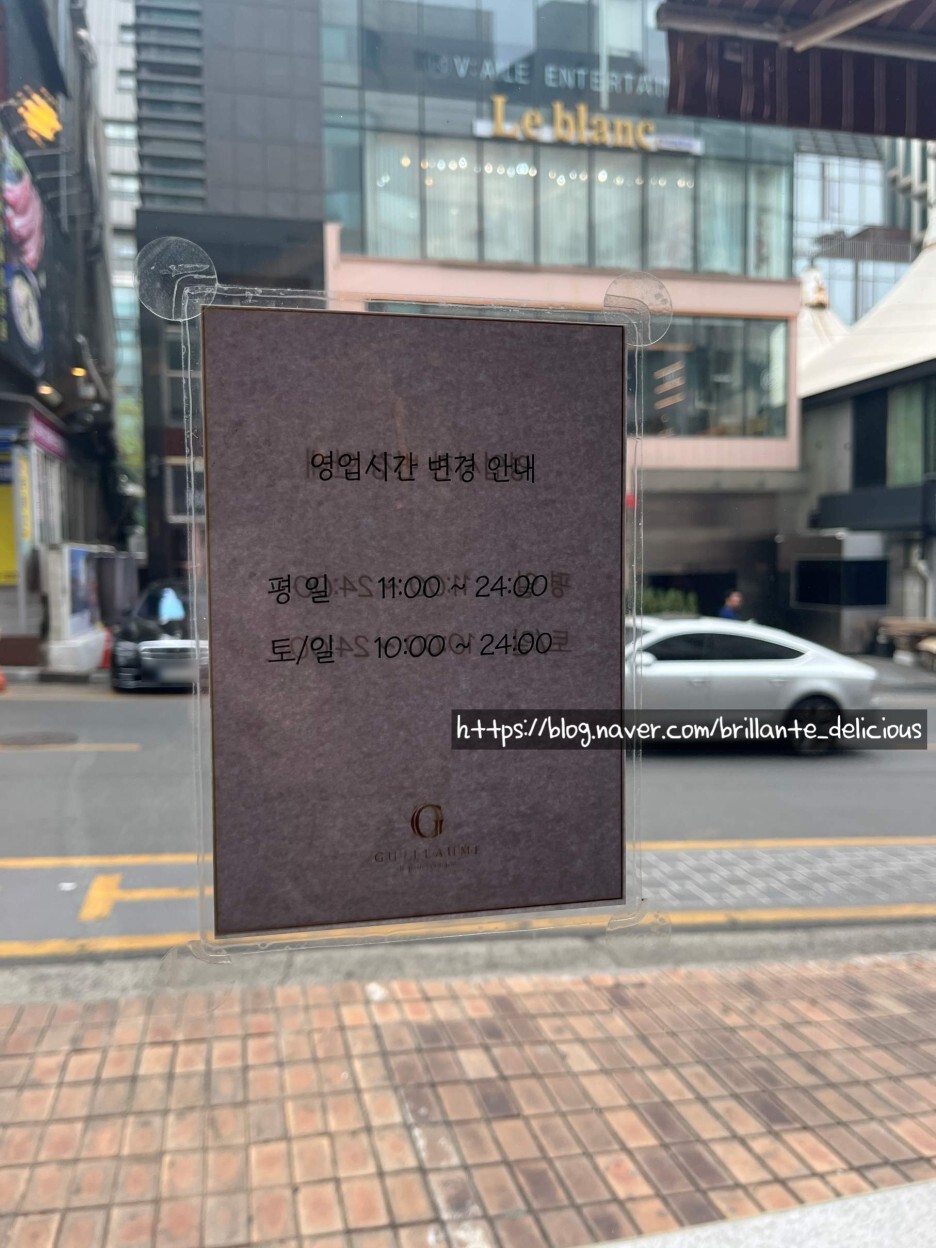 V-AILE ENTERTAIN
Le blanc
영업시간 변경 안내
평 일 11:00 ~ 24:00
토/일 10:00 ~ 24:00
https://blog.naver.com/brillante_delicious
G
GUILLAUME